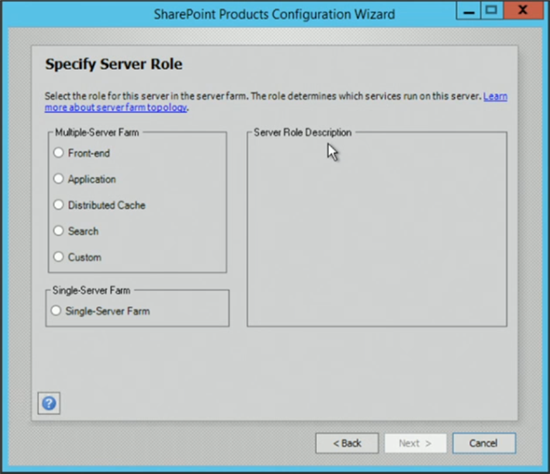 SharePoint Products Configuration Wizard
Specify Server Role
Select the role for this server in the server farm. The role determines which services run on this server. Learn
more about server farm topology.
Multiple-Server Farm
Front-end
Application
Distributed Cache
Search
Custom
Single-Server Farm
Single-Server Farm
Server Role Description
?
< Back
Next >
Cancel